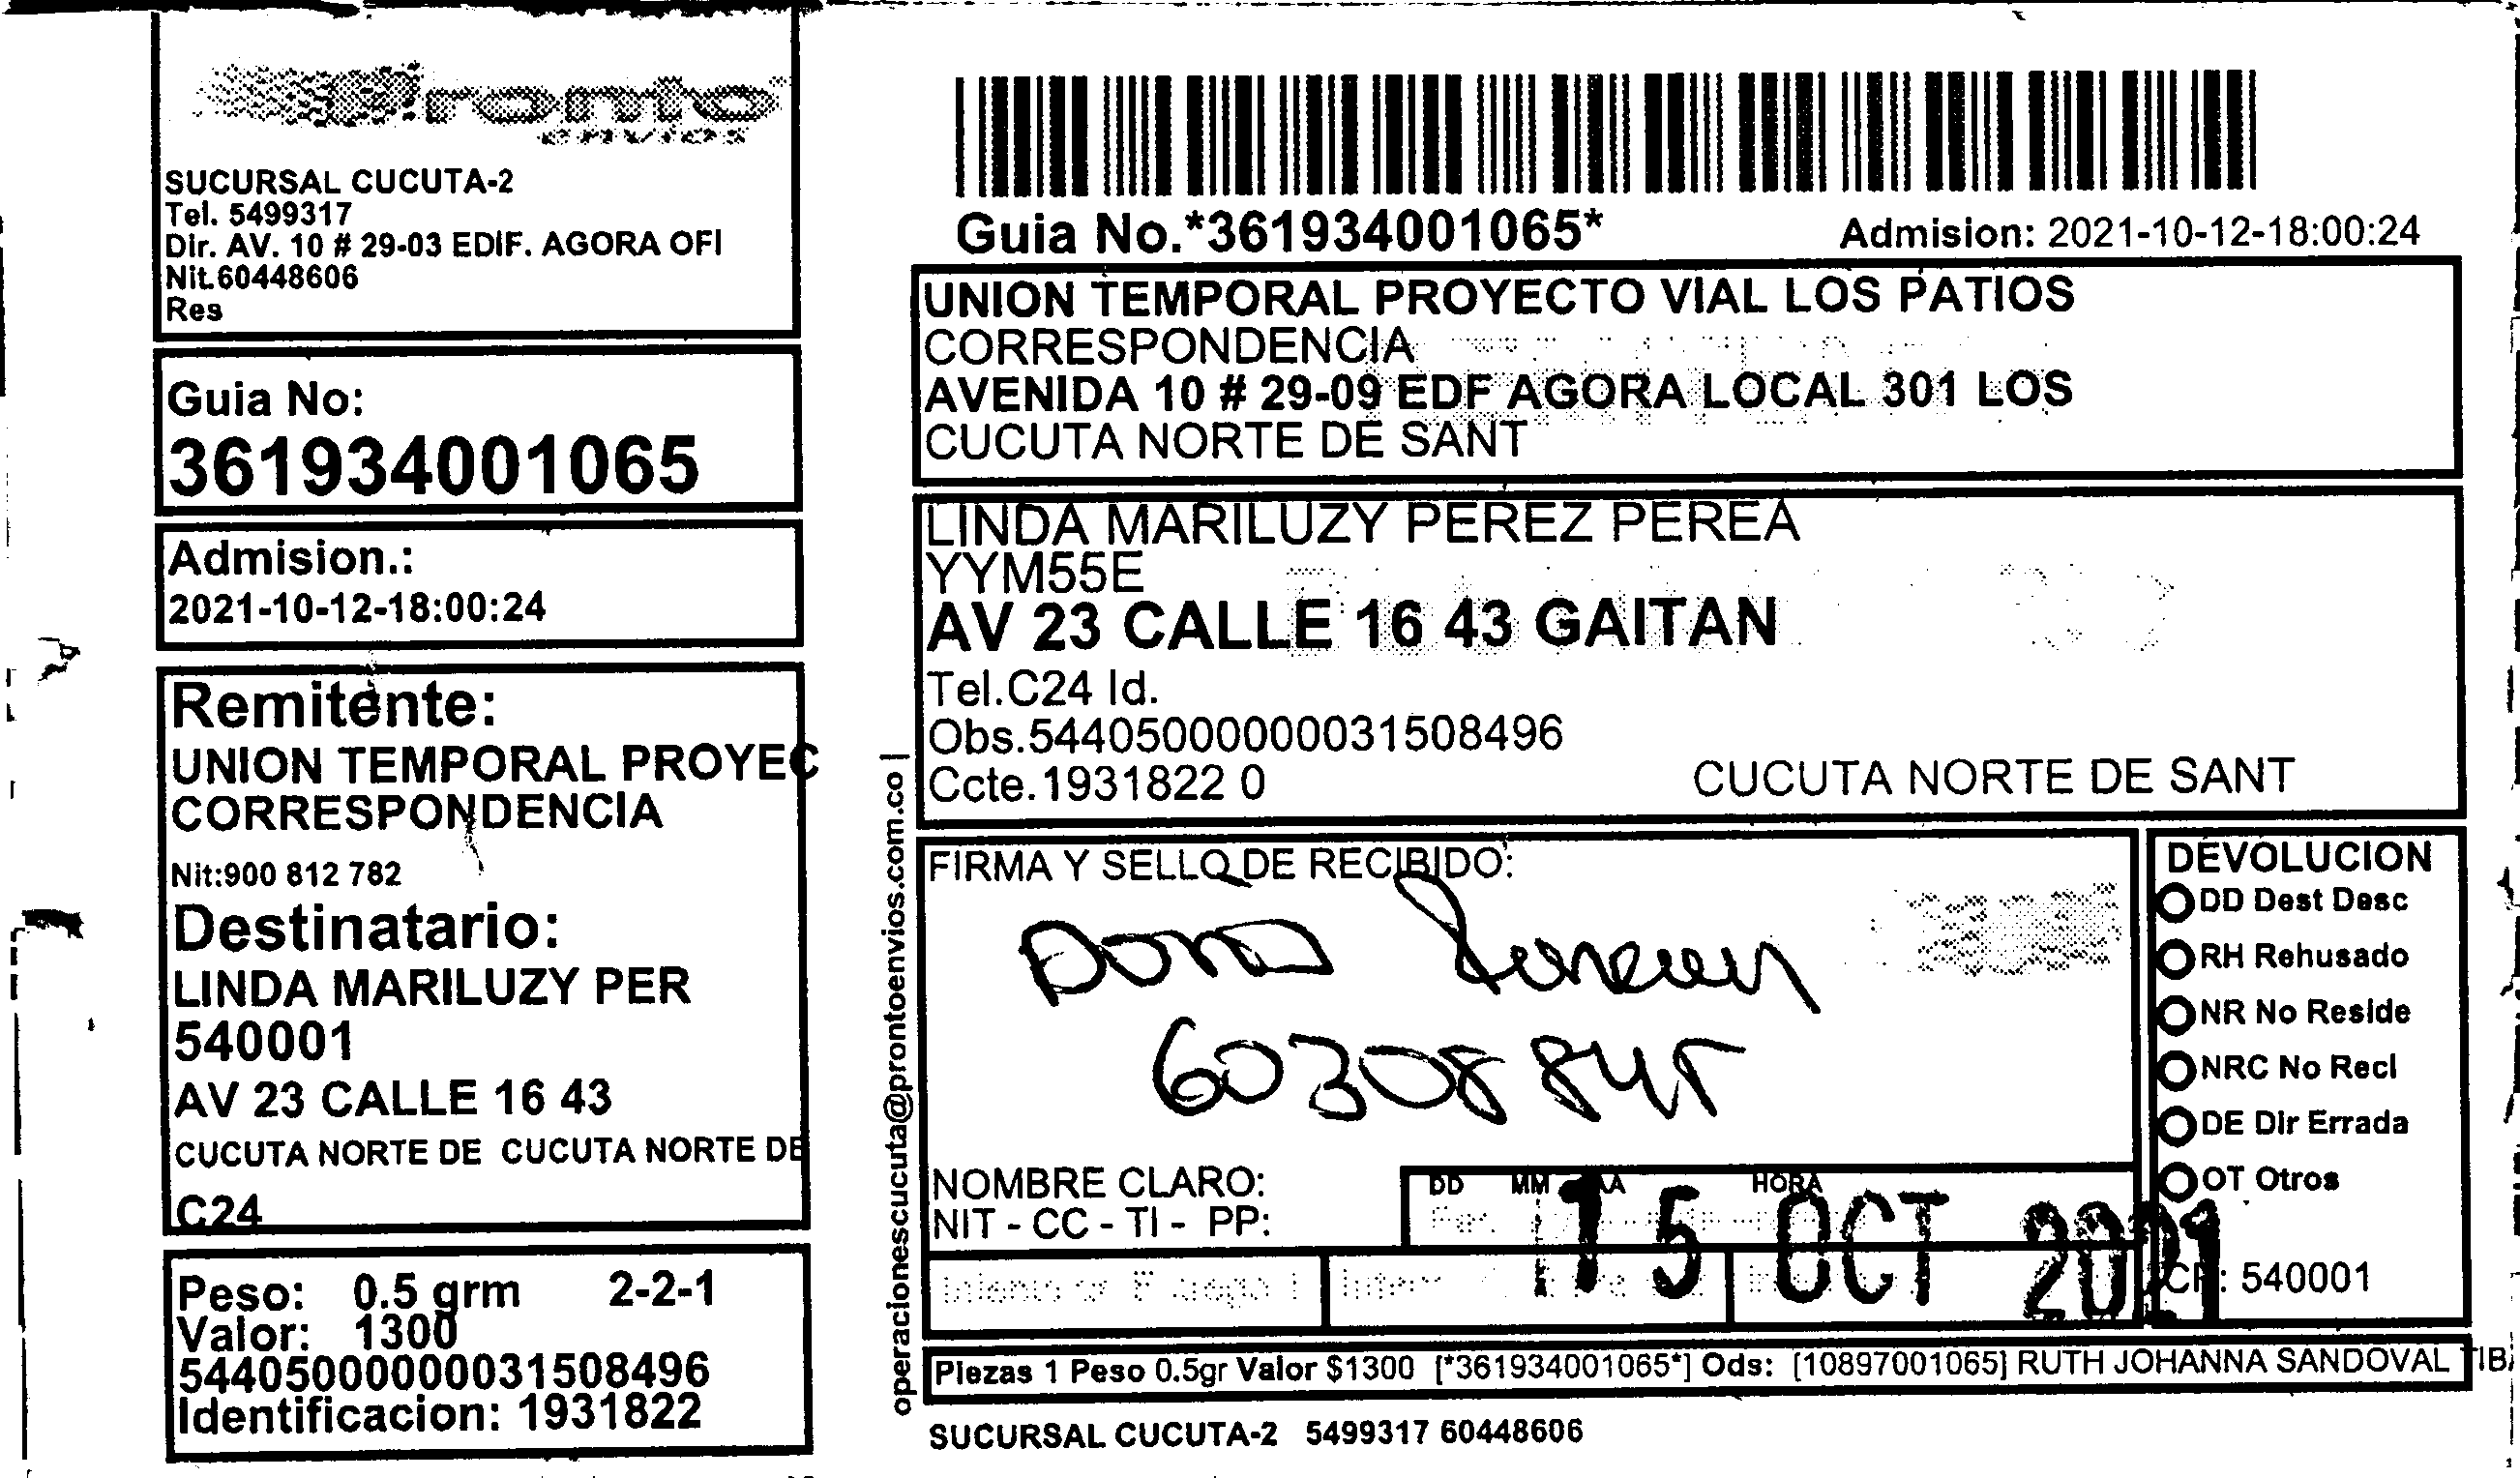 Pronto
envios
SUCURSAL CUCUTA-2
Tel. 5499317
Dir. AV. 10 # 29-03 EDIF. AGORA OFI
Nit.60448606
Res
Guia No:
361934001065
Admision.:
2021-10-12-18:00:24
Remitente:
UNION TEMPORAL PROYEC
CORRESPONDENCIA
Nit:900 812 782
Destinatario:
LINDA MARILUZY PER
540001
AV 23 CALLE 16 43
CUCUTA NORTE DE CUCUTA NORTE DE
C24
Peso: 0.5 grm 2-2-1
Valor: 1300
544050000000031508496
Identificacion: 1931822
operacionescucuta@prontoenvios.com.co |
Guia No.*361934001065*
Admision: 2021-10-12-18:00:24
UNION TEMPORAL PROYECTO VIAL LOS PATIOS
CORRESPONDENCIA
AVENIDA 10 # 29-09 EDF AGORA LOCAL 301 LOS
CUCUTA NORTE DE SANT
LINDA MARILUZY PEREZ PEREA
YYM55E
AV 23 CALLE 16 43 GAITAN
Tel.C24 Id.
Obs.544050000000031508496
Ccte.1931822 0
CUCUTA NORTE DE SANT
FIRMA Y SELLO DE RECIBIDO:
60308845
NOMBRE CLARO:
NIT - CC - TI - PP:
DD MM AA HORA
15 OCT 2021
DEVOLUCION
DD Dest Desc
RH Rehusado
NR No Reside
NRC No Recl
DE Dir Errada
OT Otros
CP: 540001
Piezas 1 Peso 0.5gr Valor $1300 [*361934001065*] Ods: [10897001065] RUTH JOHANNA SANDOVAL TIB
SUCURSAL CUCUTA-2 5499317 60448606